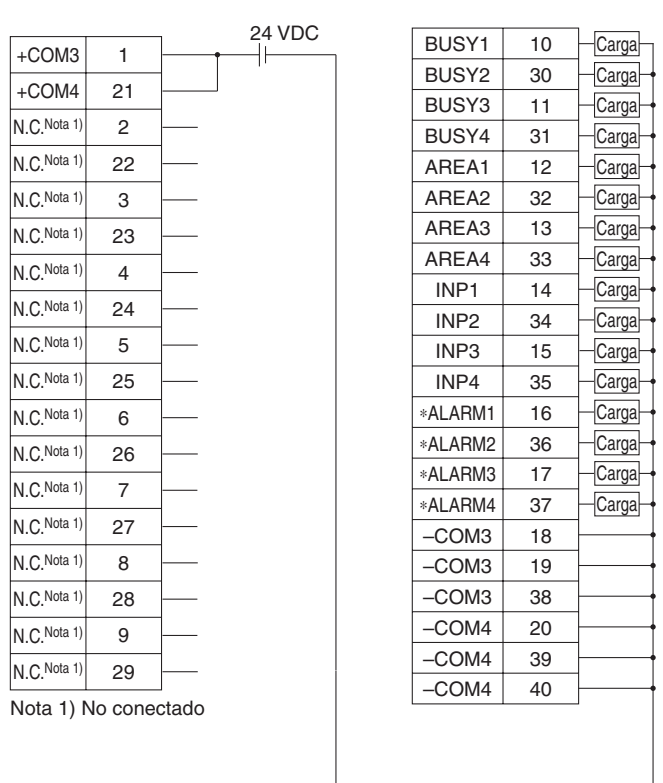 24 VDC
+COM3 1
+COM4 21
N.C.Nota 1) 2
N.C.Nota 1) 22
N.C.Nota 1) 3
N.C.Nota 1) 23
N.C.Nota 1) 4
N.C.Nota 1) 24
N.C.Nota 1) 5
N.C.Nota 1) 25
N.C.Nota 1) 6
N.C.Nota 1) 26
N.C.Nota 1) 7
N.C.Nota 1) 27
N.C.Nota 1) 8
N.C.Nota 1) 28
N.C.Nota 1) 9
N.C.Nota 1) 29
Nota 1) No conectado
BUSY1 10 Carga
BUSY2 30 Carga
BUSY3 11 Carga
BUSY4 31 Carga
AREA1 12 Carga
AREA2 32 Carga
AREA3 13 Carga
AREA4 33 Carga
INP1 14 Carga
INP2 34 Carga
INP3 15 Carga
INP4 35 Carga
*ALARM1 16 Carga
*ALARM2 36 Carga
*ALARM3 17 Carga
*ALARM4 37 Carga
–COM3 18
–COM3 19
–COM3 38
–COM4 20
–COM4 39
–COM4 40